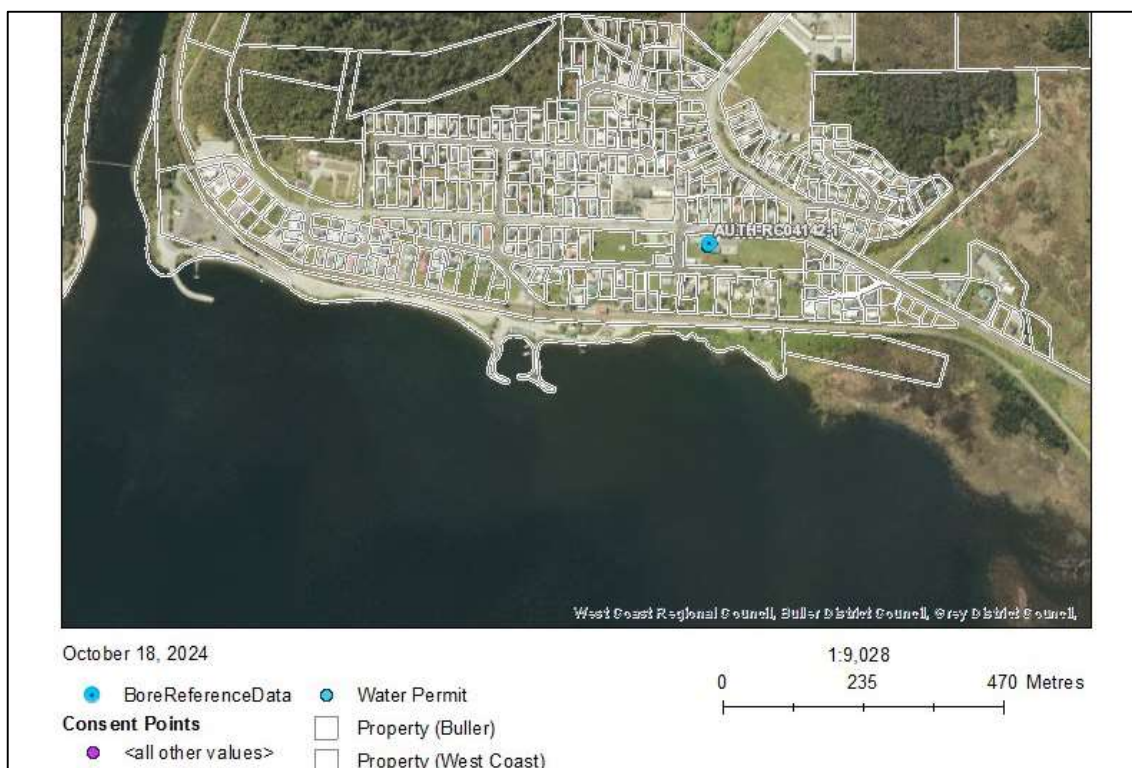 AUTH-RC04142-1
West Coast Regional Council, Buller District Council, Grey District Council,
October 18, 2024
1:9,028
0 235 470 Metres
BoreReferenceData
Water Permit
Consent Points
Property (Buller)
<all other values>
Property (West Coast)